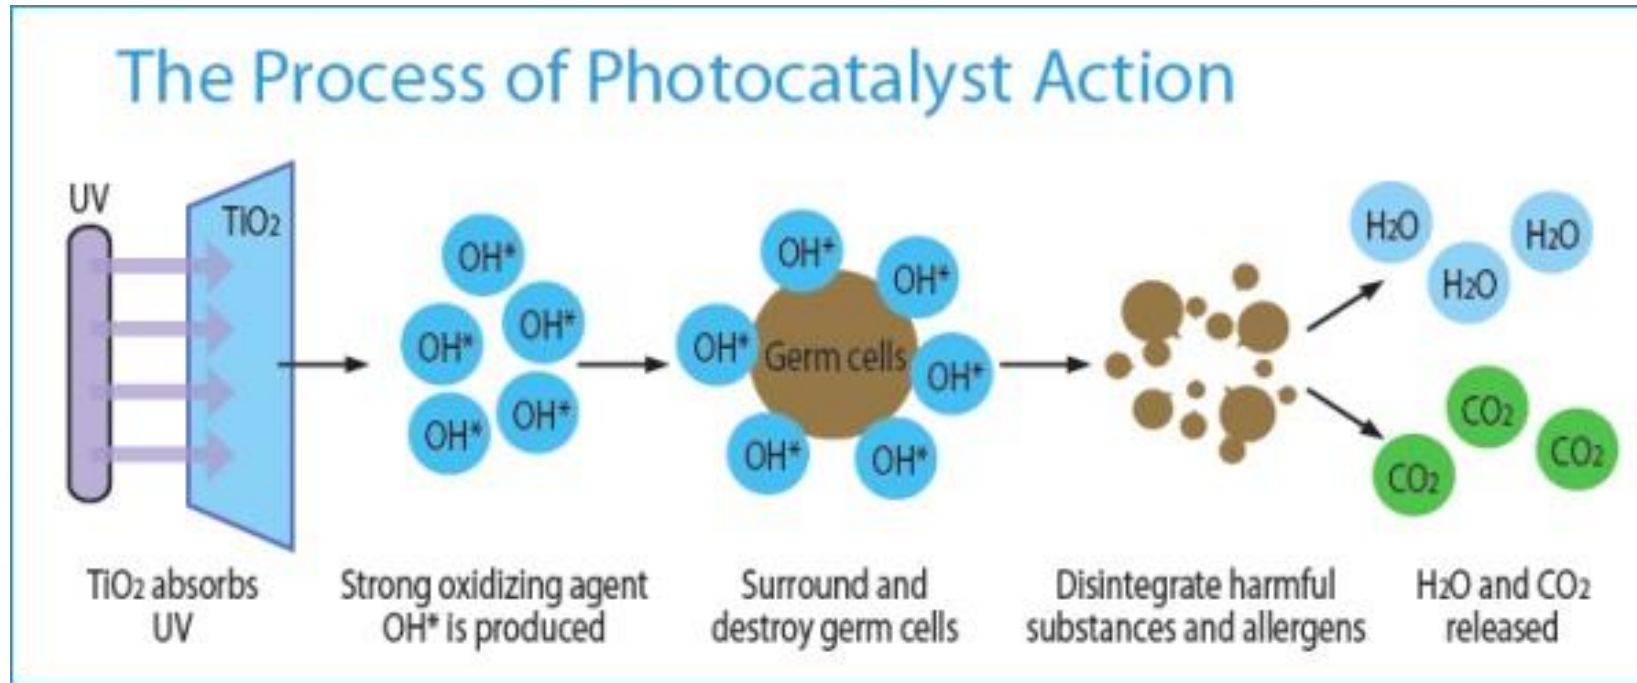 The Process of Photocatalyst Action
UV
TiO₂
OH*
OH*
OH*
OH*
OH*
OH*
OH*
OH*
Germ cells
OH*
OH*
OH*
H₂O
H₂O
H₂O
CO₂
CO₂
CO₂
TiO₂ absorbs
UV
Strong oxidizing agent
OH* is produced
Surround and
destroy germ cells
Disintegrate harmful
substances and allergens
H₂O and CO₂
released